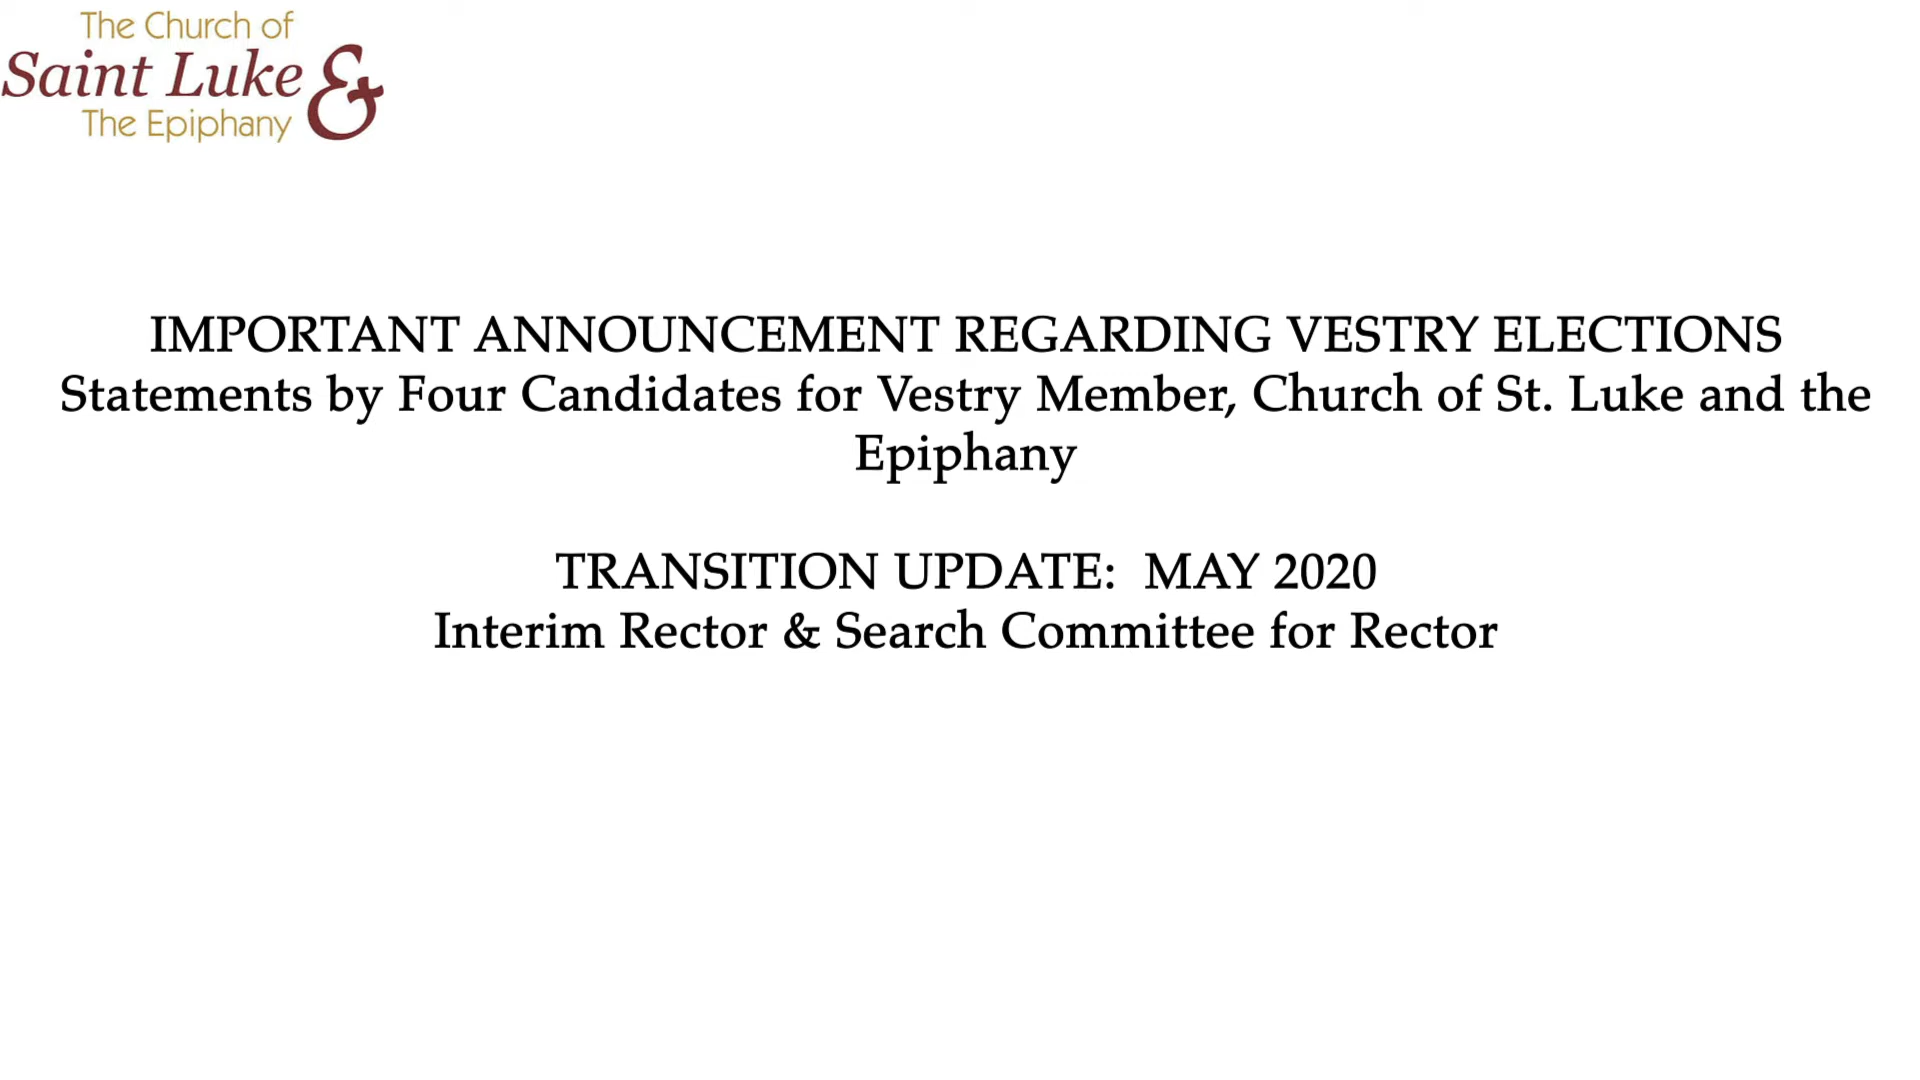 The Church of
Saint Luke &
The Epiphany
IMPORTANT ANNOUNCEMENT REGARDING VESTRY ELECTIONS
Statements by Four Candidates for Vestry Member, Church of St. Luke and the
Epiphany
TRANSITION UPDATE:  MAY 2020
Interim Rector & Search Committee for Rector